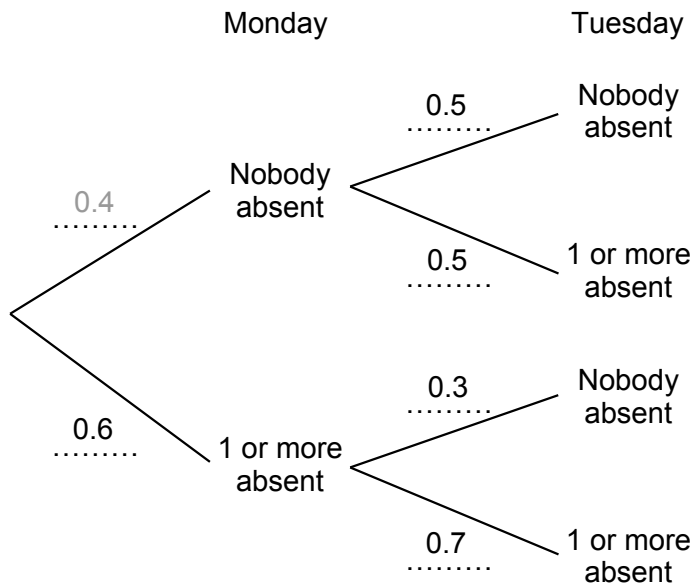 Monday
Tuesday
0.5
Nobody
absent
0.4
Nobody
absent
0.5
1 or more
absent
0.6
1 or more
absent
0.3
Nobody
absent
0.7
1 or more
absent